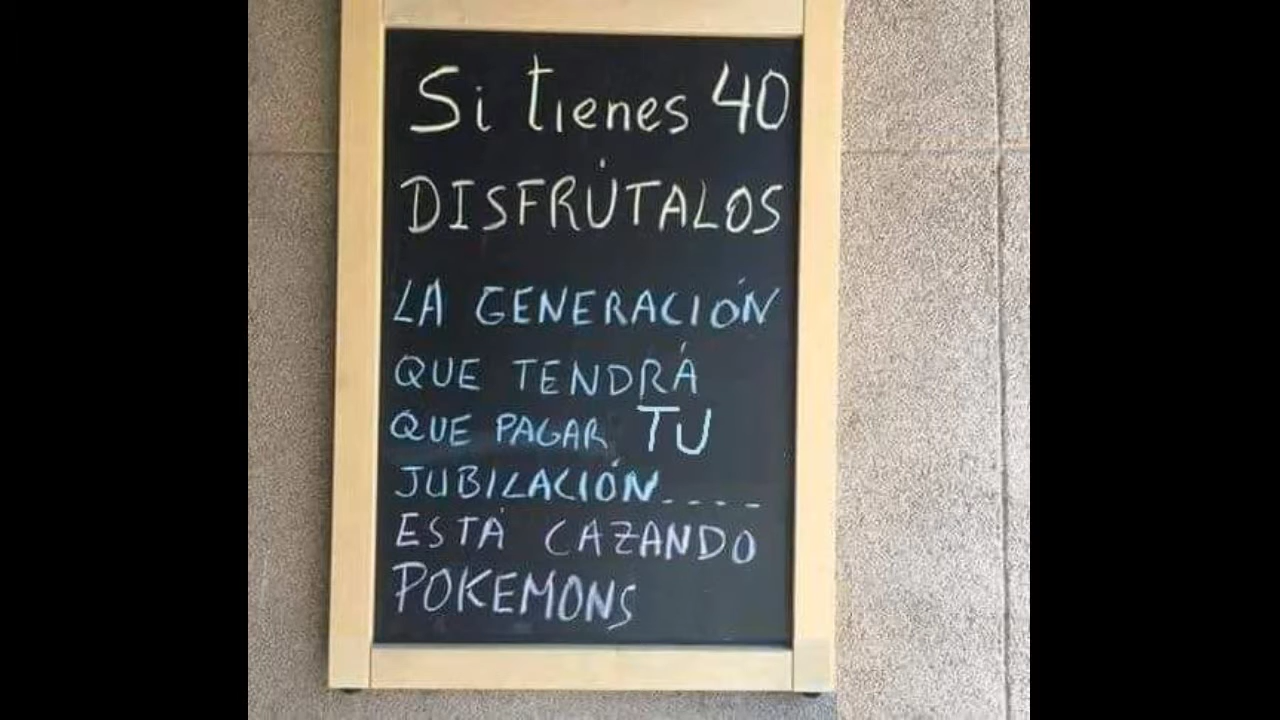 Si tienes 40
DISFRÚTALOS
LA GENERACIÓN
QUE TENDRÁ
QUE PAGAR TU
JUBILACIÓN....
ESTÁ CAZANDO
POKEMONS